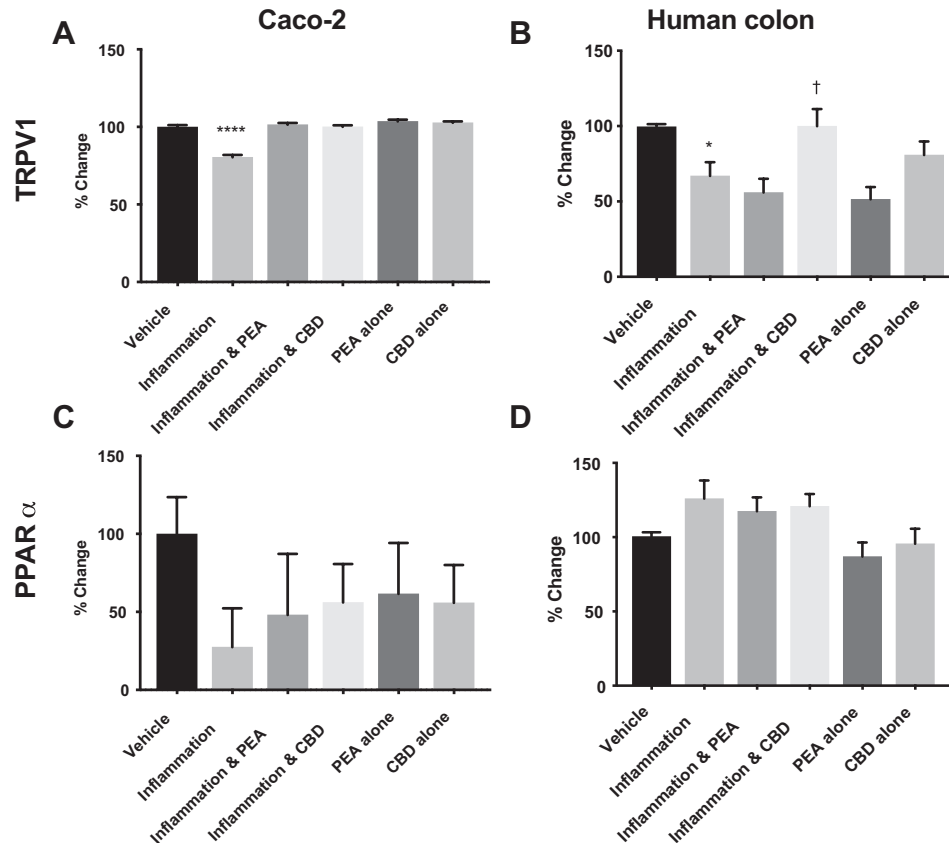 Caco-2
Human colon
TRPV1
PPAR α
A
150
100
50
0
% Change
****
Vehicle
Inflammation
Inflammation & PEA
Inflammation & CBD
PEA alone
CBD alone
B
150
100
50
0
% Change
*
†
Vehicle
Inflammation
Inflammation & PEA
Inflammation & CBD
PEA alone
CBD alone
C
150
100
50
0
% Change
Vehicle
Inflammation
Inflammation & PEA
Inflammation & CBD
PEA alone
CBD alone
D
150
100
50
0
% Change
Vehicle
Inflammation
Inflammation & PEA
Inflammation & CBD
PEA alone
CBD alone